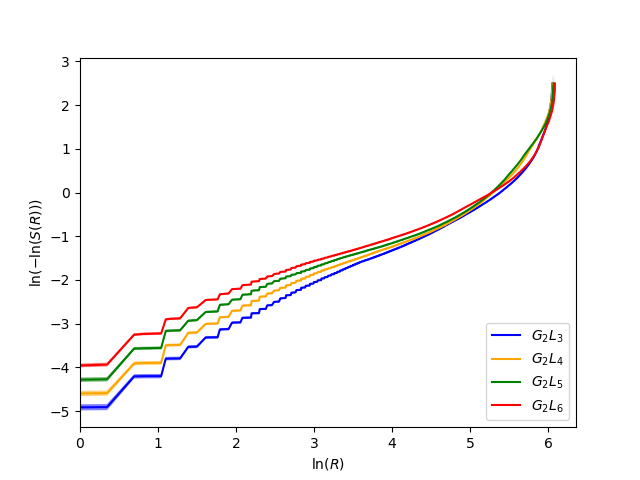 3
2
1
0
−1
−2
−3
−4
−5
ln(−ln(S(R)))
0 1 2 3 4 5 6
ln(R)
G₂L₃
G₂L₄
G₂L₅
G₂L₆